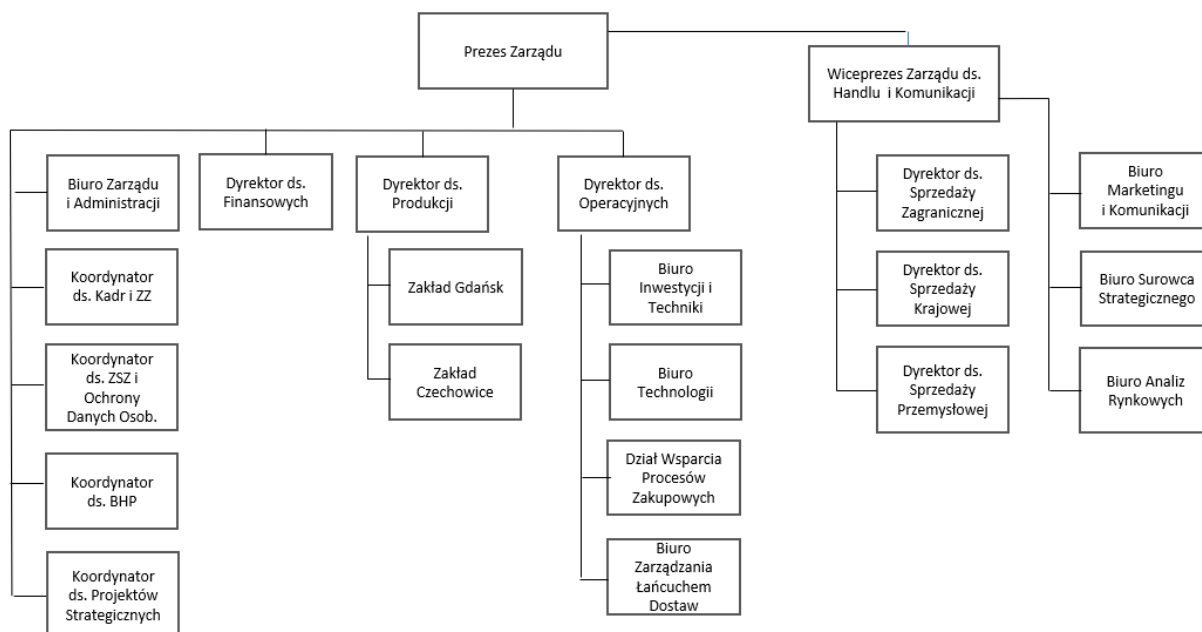 Prezes Zarządu
Wiceprezes Zarządu ds.
Handlu i Komunikacji
Biuro Zarządu
i Administracji
Dyrektor ds.
Finansowych
Dyrektor ds.
Produkcji
Dyrektor ds.
Operacyjnych
Dyrektor ds.
Sprzedaży
Zagranicznej
Biuro
Marketingu
i Komunikacji
Koordynator
ds. Kadr i ZZ
Zakład Gdańsk
Biuro
Inwestycji i
Techniki
Dyrektor ds.
Sprzedaży
Krajowej
Biuro Surowca
Strategicznego
Koordynator
ds. ZSZ i
Ochrony
Danych Osob.
Zakład
Czechowice
Biuro
Technologii
Dyrektor ds.
Sprzedaży
Przemysłowej
Biuro Analiz
Rynkowych
Koordynator
ds. BHP
Dział Wsparcia
Procesów
Zakupowych
Koordynator
ds. Projektów
Strategicznych
Biuro
Zarządzania
Łańcuchem
Dostaw